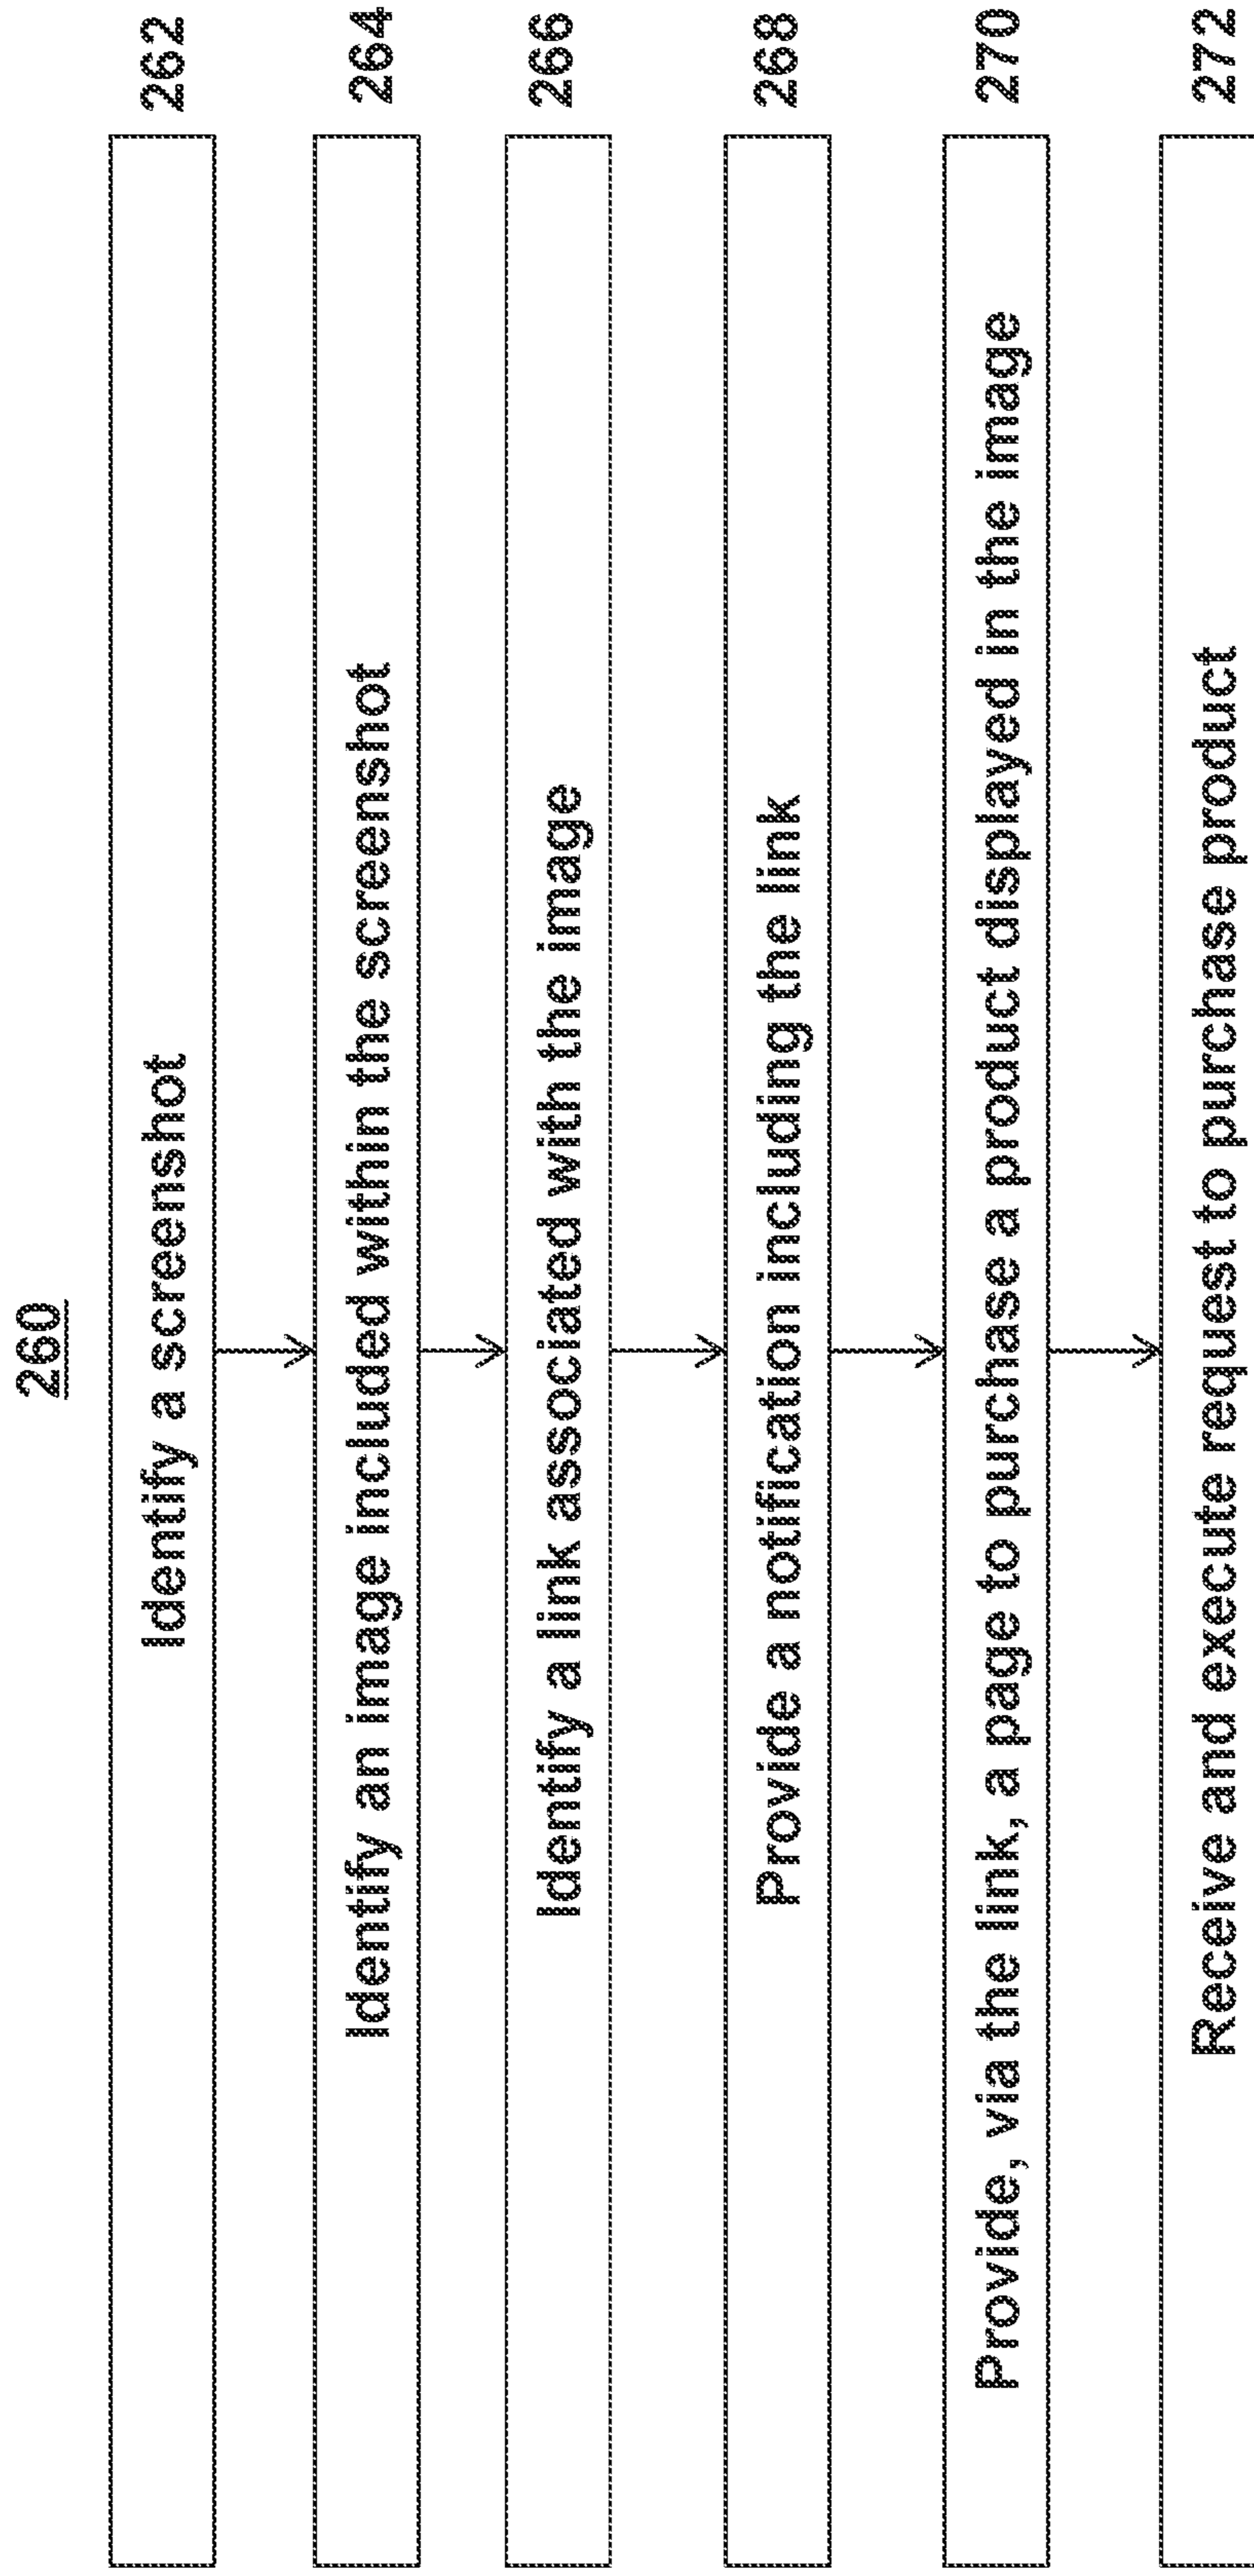 260
Identify a screenshot 262
Identify an image included within the screenshot 264
Identify a link associated with the image 266
Provide a notification including the link 268
Provide, via the link, a page to purchase a product displayed in the image 270
Receive and execute request to purchase product 272